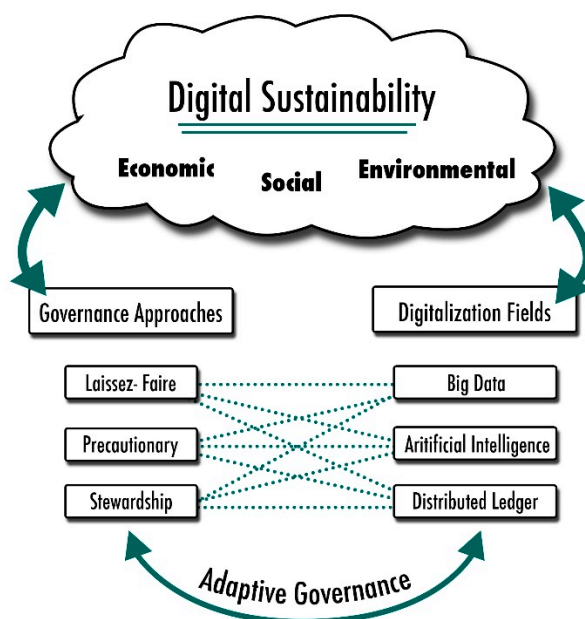 Digital Sustainability
Economic
Social
Environmental
Governance Approaches
Digitalization Fields
Laissez- Faire
Big Data
Precautionary
Aritificial Intelligence
Stewardship
Distributed Ledger
Adaptive Governance